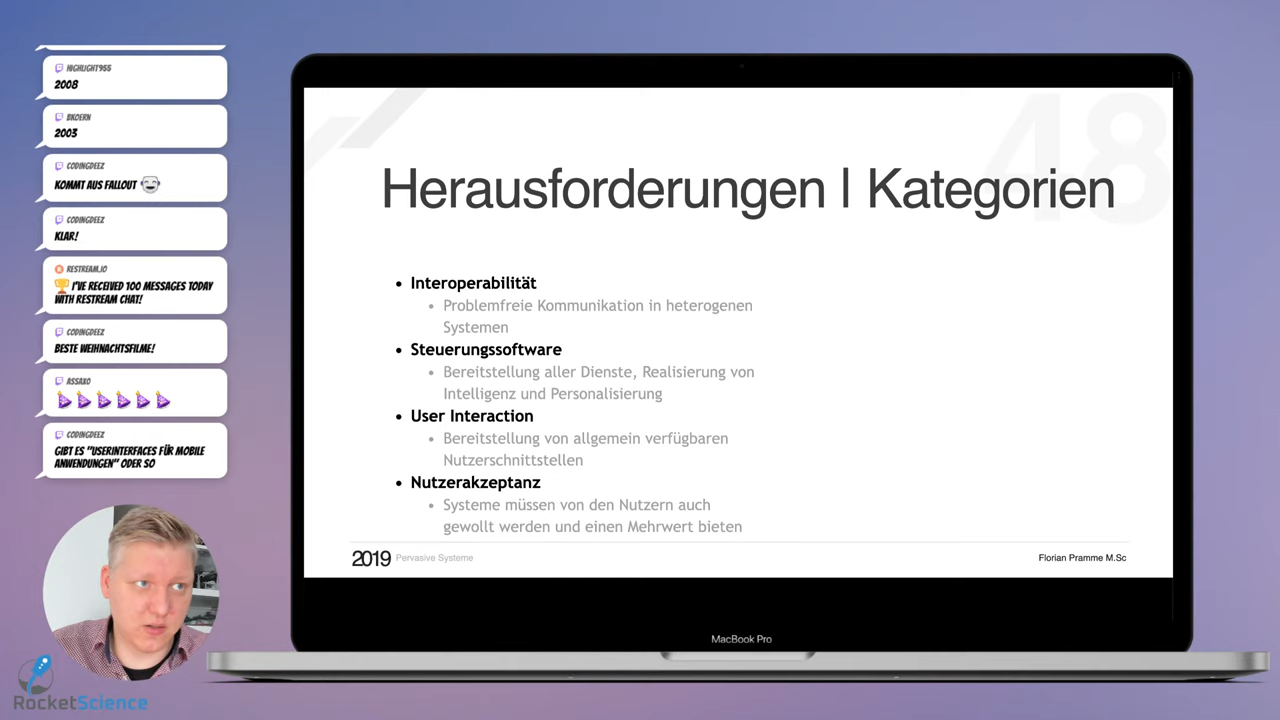 HIGHLIGHT955
2008
BKOERN
2003
CODINGDEEZ
KOMMT AUS FALLOUT
CODINGDEEZ
KLAR!
RESTREAM.IO
I'VE RECEIVED 100 MESSAGES TODAY
WITH RESTREAM CHAT!
CODINGDEEZ
BESTE WEIHNACHTSFILME!
ASSAXO
CODINGDEEZ
GIBT ES "USERINTERFACES FÜR MOBILE
ANWENDUNGEN" ODER SO
RocketScience
48
Herausforderungen | Kategorien
• Interoperabilität
• Problemfreie Kommunikation in heterogenen
Systemen
• Steuerungssoftware
• Bereitstellung aller Dienste, Realisierung von
Intelligenz und Personalisierung
• User Interaction
• Bereitstellung von allgemein verfügbaren
Nutzerschnittstellen
• Nutzerakzeptanz
• Systeme müssen von den Nutzern auch
gewollt werden und einen Mehrwert bieten
2019 Pervasive Systeme
Florian Pramme M.Sc
MacBook Pro